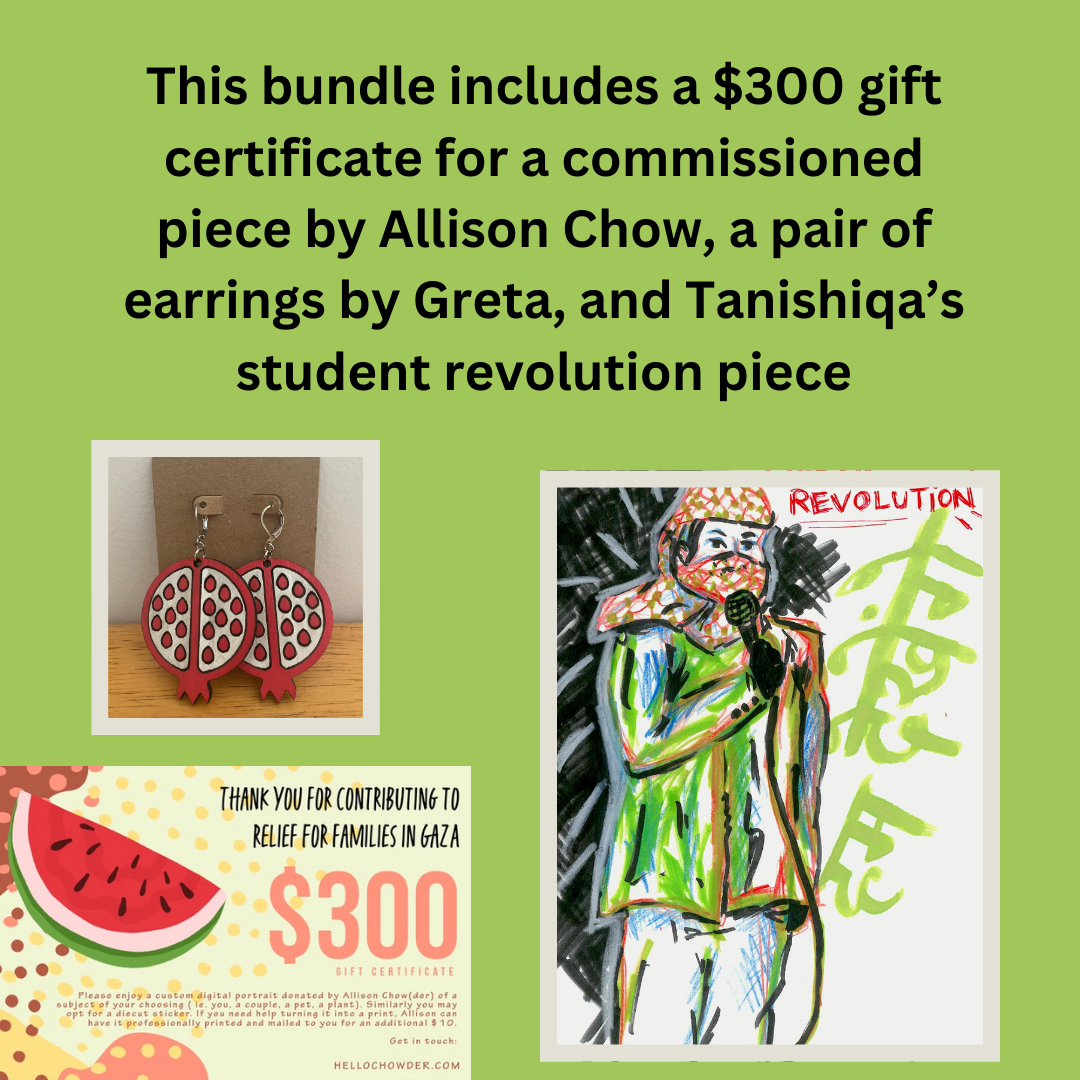 This bundle includes a $300 gift
certificate for a commissioned
piece by Allison Chow, a pair of
earrings by Greta, and Tanishiqa’s
student revolution piece
REVOLUTION
THANK YOU FOR CONTRIBUTING TO
RELIEF FOR FAMILIES IN GAZA
$300
GIFT CERTIFICATE
Please enjoy a custom digital portrait donated by Allison Chow(der) of a
subject of your choosing ( ie. you, a couple, a pet, a plant). Similarly you may
opt for a diecut sticker. If you need help turning it into a print, Allison can
have it professionally printed and mailed to you for an additional $10.
Get in touch:
HELLOCHOWDER.COM